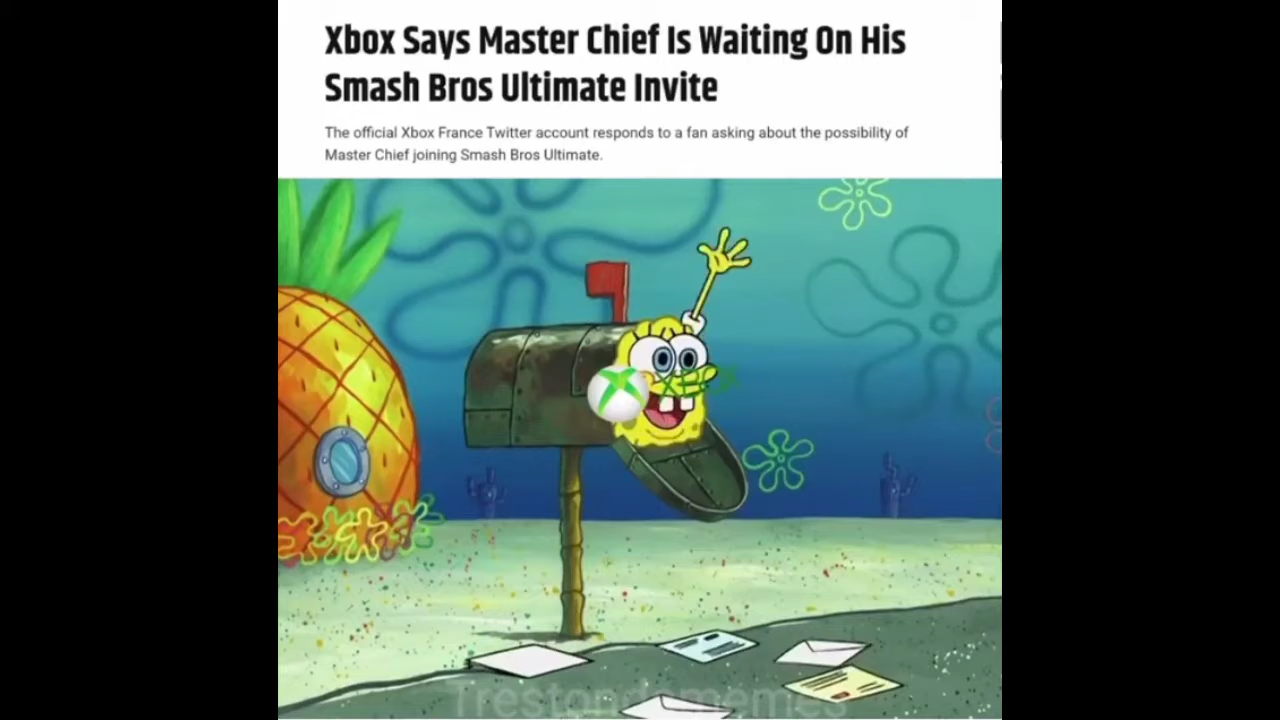 Xbox Says Master Chief Is Waiting On His
Smash Bros Ultimate Invite
The official Xbox France Twitter account responds to a fan asking about the possibility of
Master Chief joining Smash Bros Ultimate.
XBOX